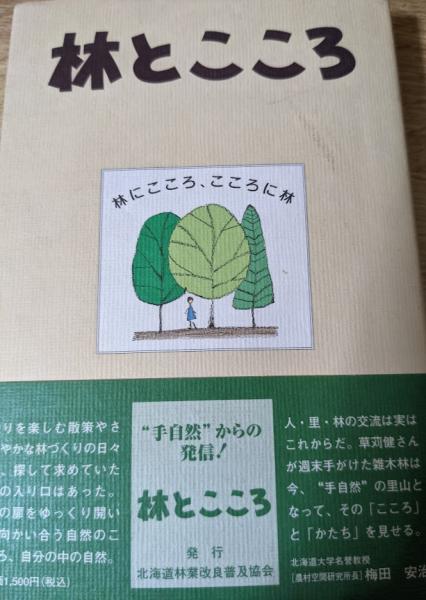 林とこころ
林にこころ、こころに林
りを楽しむ散策やさ
やかな林づくりの日々
、探して求めていた
の入り口はあった。
の扉をゆっくり開い
向かい合う自然のこ
ろ、自分の中の自然。
1,500円(税込)
“手自然”からの
発信!
林とこころ
発行
北海道林業改良普及協会
人・里・林の交流は実は
これからだ。草苅健さん
が週末手がけた雑木林は
今、“手自然”の里山と
なって、その「こころ」
と「かたち」を見せる。
北海道大学名誉教授
[農村空間研究所長] 梅田 安治